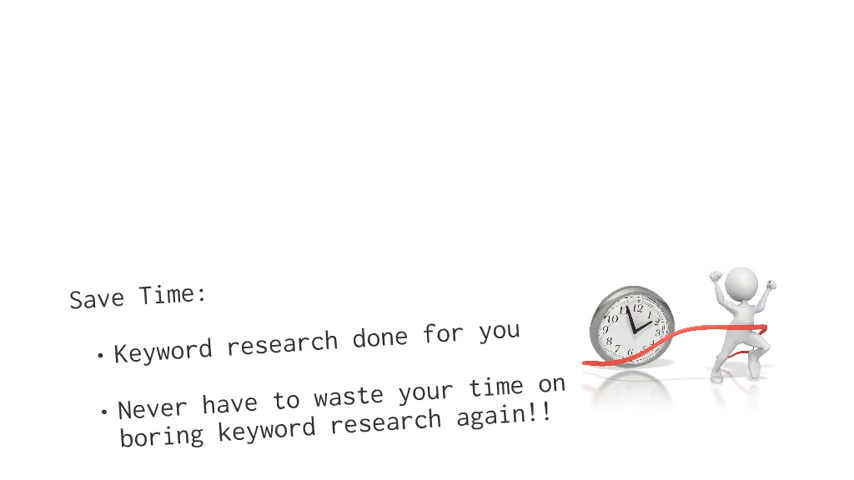 Save Time:
• Keyword research done for you
• Never have to waste your time on
boring keyword research again!!